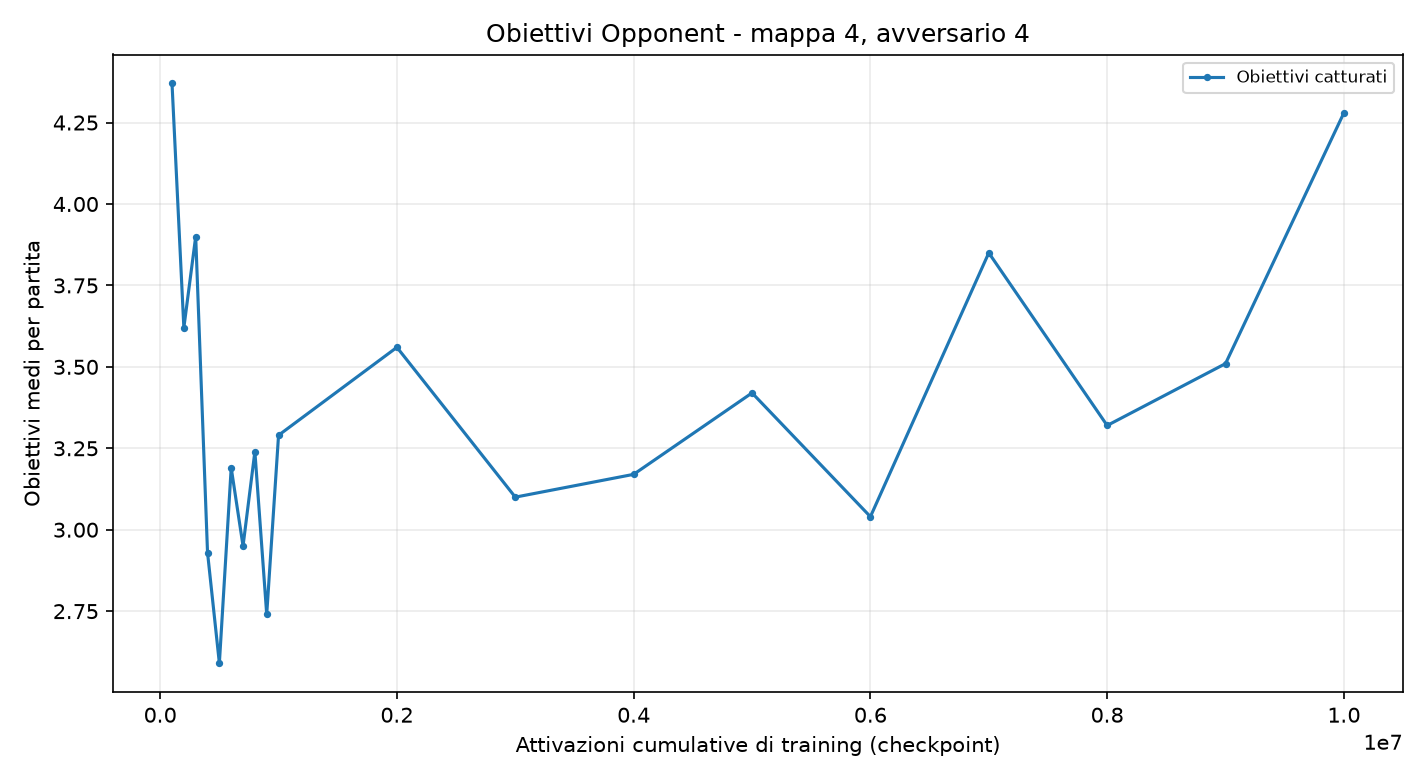 Obiettivi Opponent - mappa 4, avversario 4
Obiettivi catturati
Obiettivi medi per partita
4.25
4.00
3.75
3.50
3.25
3.00
2.75
0.0 0.2 0.4 0.6 0.8 1.0
1e7
Attivazioni cumulative di training (checkpoint)